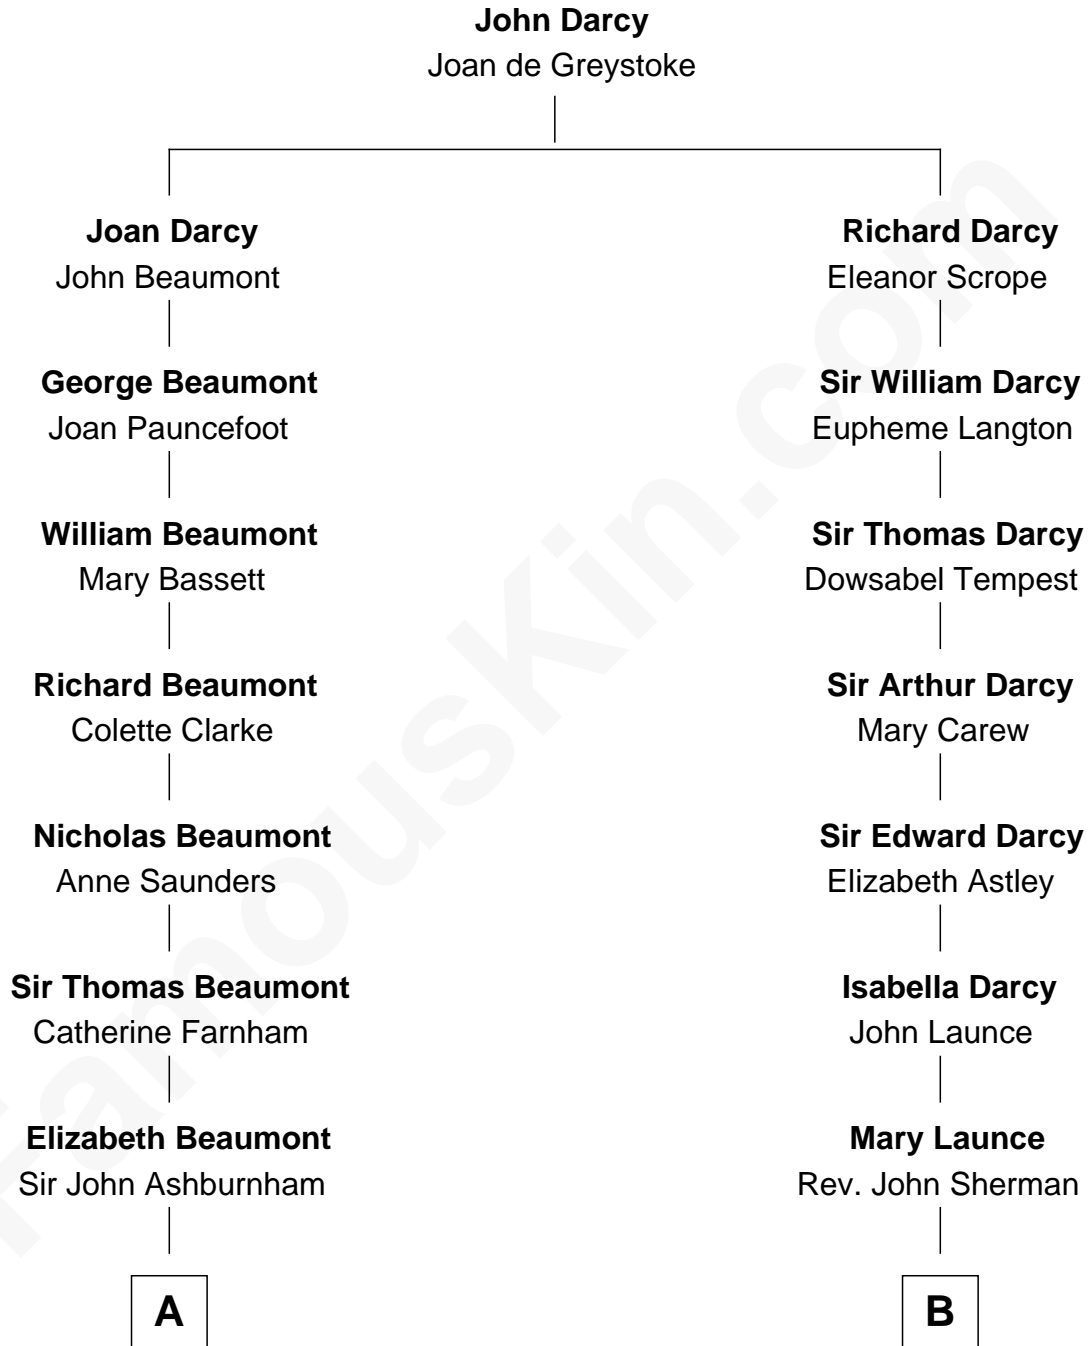 John Darcy
Joan de Greystoke
Joan Darcy
John Beaumont
George Beaumont
Joan Pauncefoot
William Beaumont
Mary Bassett
Richard Beaumont
Colette Clarke
Nicholas Beaumont
Anne Saunders
Sir Thomas Beaumont
Catherine Farnham
Elizabeth Beaumont
Sir John Ashburnham
A
Richard Darcy
Eleanor Scrope
Sir William Darcy
Eupheme Langton
Sir Thomas Darcy
Dowsabel Tempest
Sir Arthur Darcy
Mary Carew
Sir Edward Darcy
Elizabeth Astley
Isabella Darcy
John Launce
Mary Launce
Rev. John Sherman
B
FamousKin.com